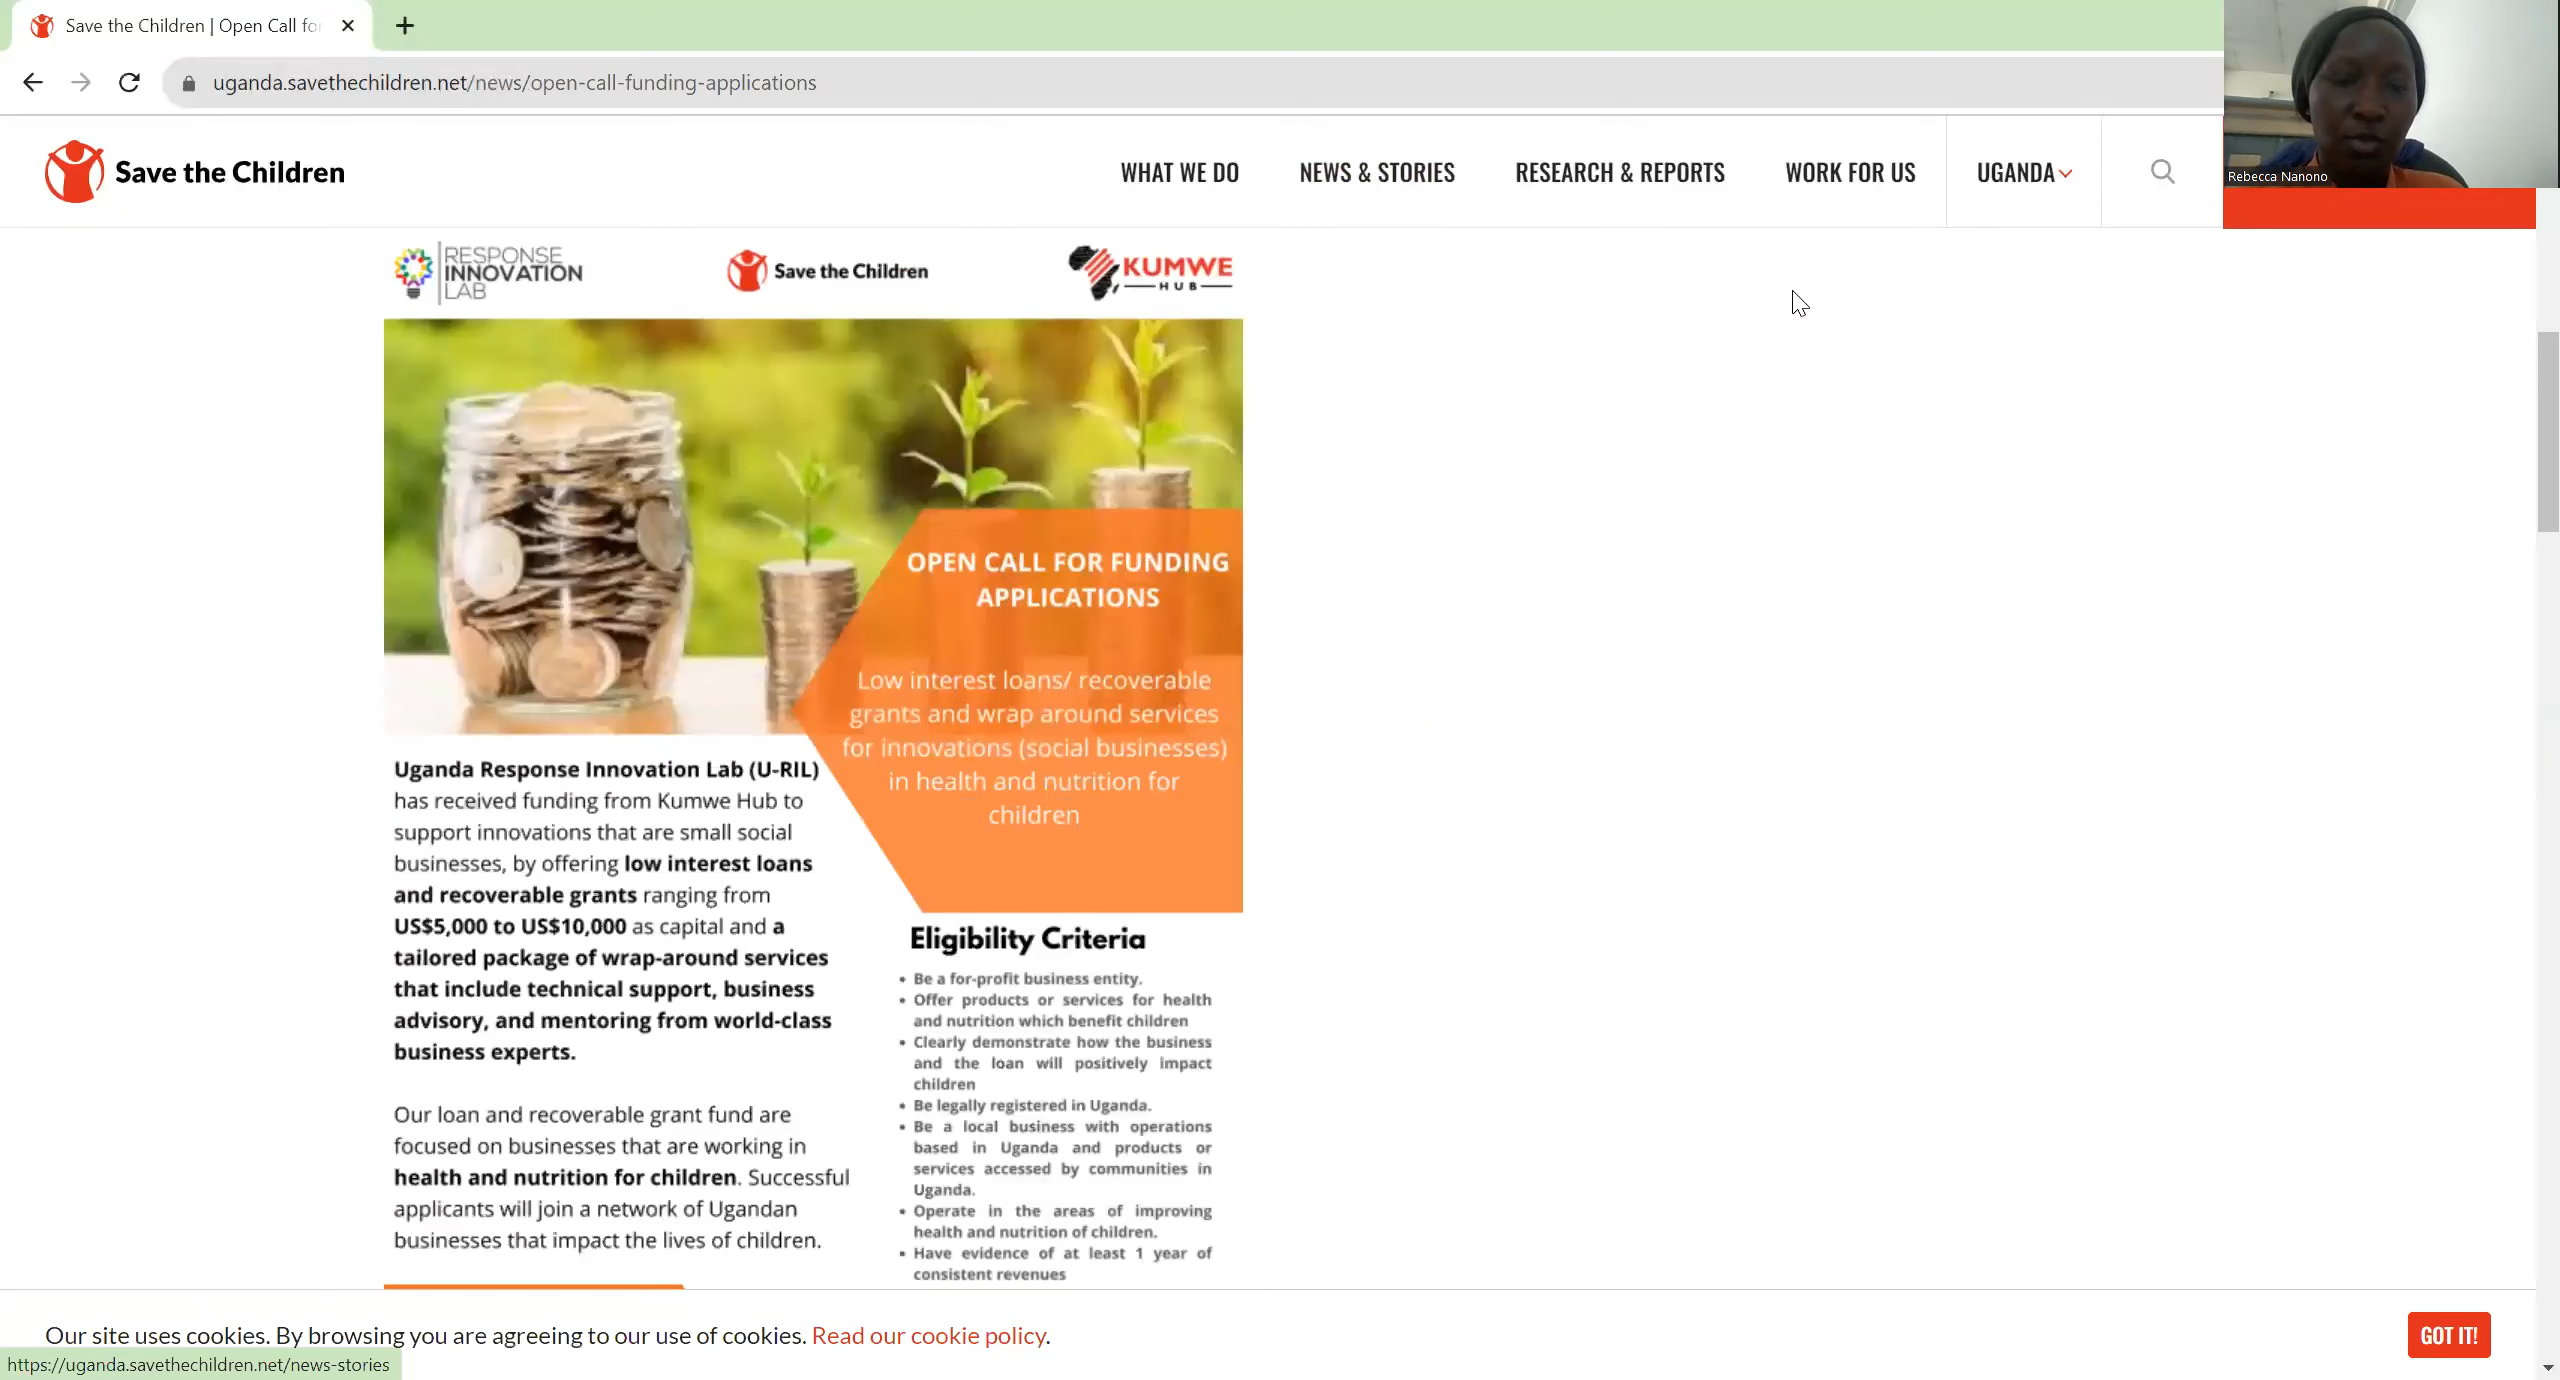 Save the Children | Open Call for
uganda.savethechildren.net/news/open-call-funding-applications
Save the Children
WHAT WE DO
NEWS & STORIES
RESEARCH & REPORTS
WORK FOR US
UGANDA
Rebecca Nanono
RESPONSE
INNOVATION
LAB
Save the Children
KUMWE
HUB
OPEN CALL FOR FUNDING
APPLICATIONS
Low interest loans/ recoverable
grants and wrap around services
for innovations (social businesses)
in health and nutrition for
children
Uganda Response Innovation Lab (U-RIL)
has received funding from Kumwe Hub to
support innovations that are small social
businesses, by offering low interest loans
and recoverable grants ranging from
US$5,000 to US$10,000 as capital and a
tailored package of wrap-around services
that include technical support, business
advisory, and mentoring from world-class
business experts.
Our loan and recoverable grant fund are
focused on businesses that are working in
health and nutrition for children. Successful
applicants will join a network of Ugandan
businesses that impact the lives of children.
Eligibility Criteria
• Be a for-profit business entity.
• Offer products or services for health
and nutrition which benefit children
• Clearly demonstrate how the business
and the loan will positively impact
children
• Be legally registered in Uganda.
• Be a local business with operations
based in Uganda and products or
services accessed by communities in
Uganda.
• Operate in the areas of improving
health and nutrition of children.
• Have evidence of at least 1 year of
consistent revenues
Our site uses cookies. By browsing you are agreeing to our use of cookies. Read our cookie policy.
GOT IT!
https://uganda.savethechildren.net/news-stories